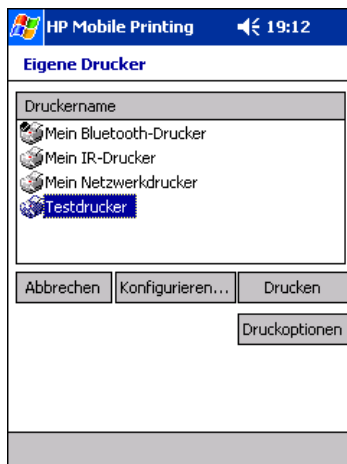 HP Mobile Printing 19:12
Eigene Drucker
Druckername
Mein Bluetooth-Drucker
Mein IR-Drucker
Mein Netzwerkdrucker
Testdrucker
Abbrechen Konfigurieren... Drucken
Druckoptionen